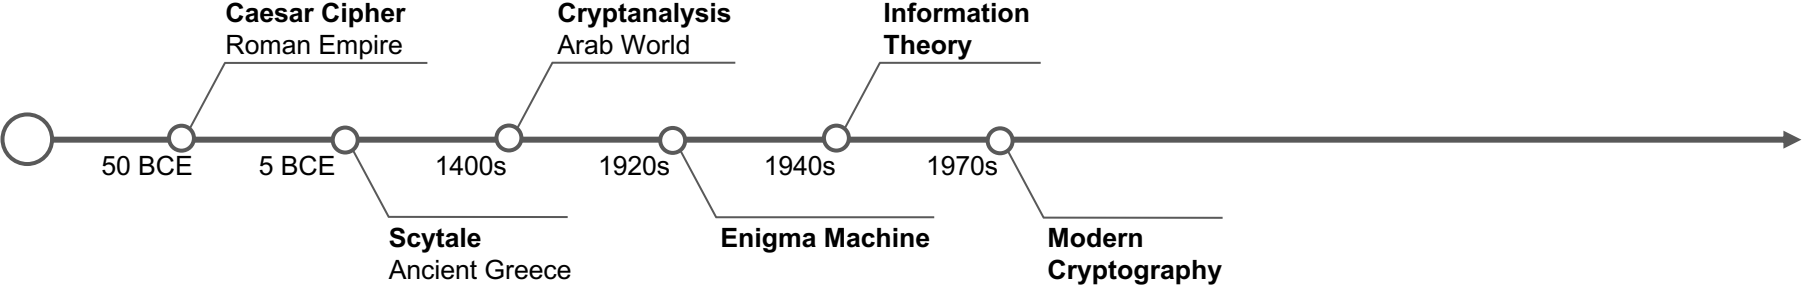 Caesar Cipher
Roman Empire
Cryptanalysis
Arab World
Information
Theory
50 BCE
5 BCE
1400s
1920s
1940s
1970s
Scytale
Ancient Greece
Enigma Machine
Modern
Cryptography